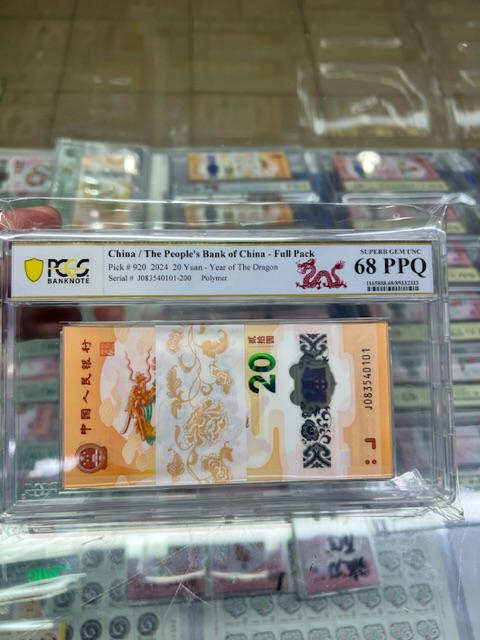 PCGS
BANKNOTE
China / The People's Bank of China - Full Pack
Pick # 920 2024 20 Yuan - Year of The Dragon
Serial # J083540101-200 Polymer
SUPERB GEM UNC
68 PPQ
中国人民银行
贰拾圆
20
J083540101